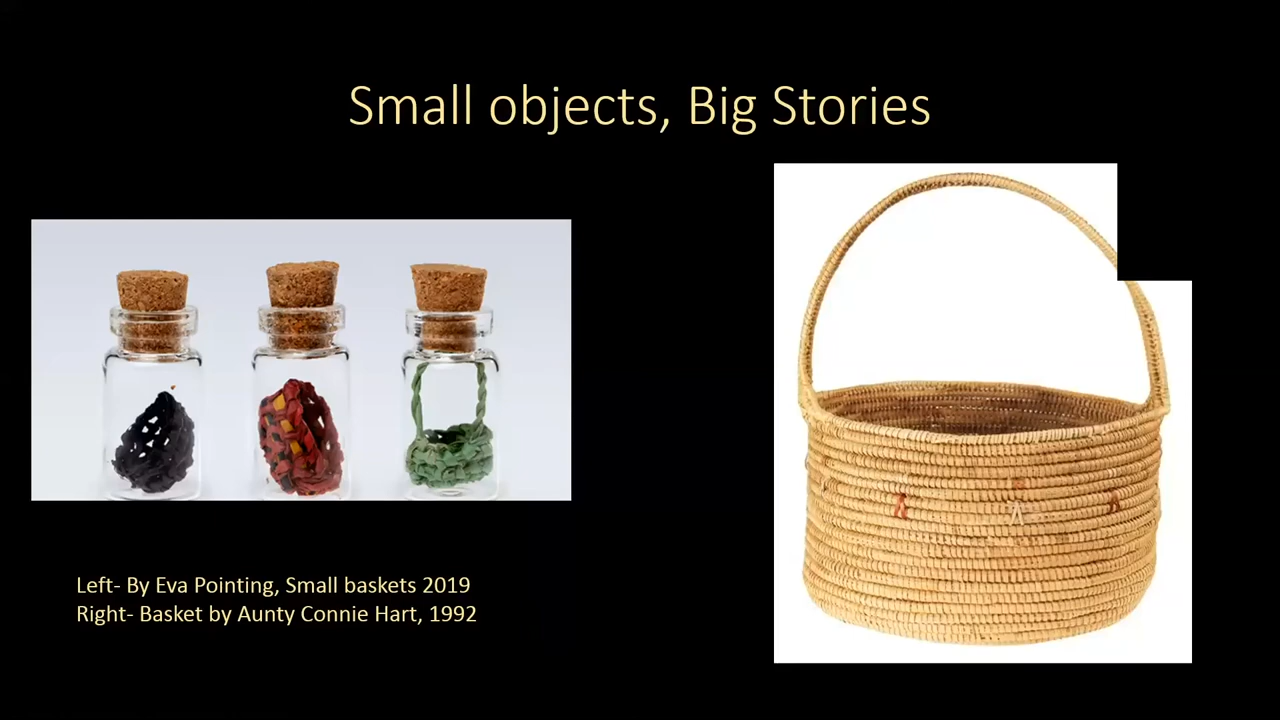 Small objects, Big Stories
Left- By Eva Pointing, Small baskets 2019
Right- Basket by Aunty Connie Hart, 1992